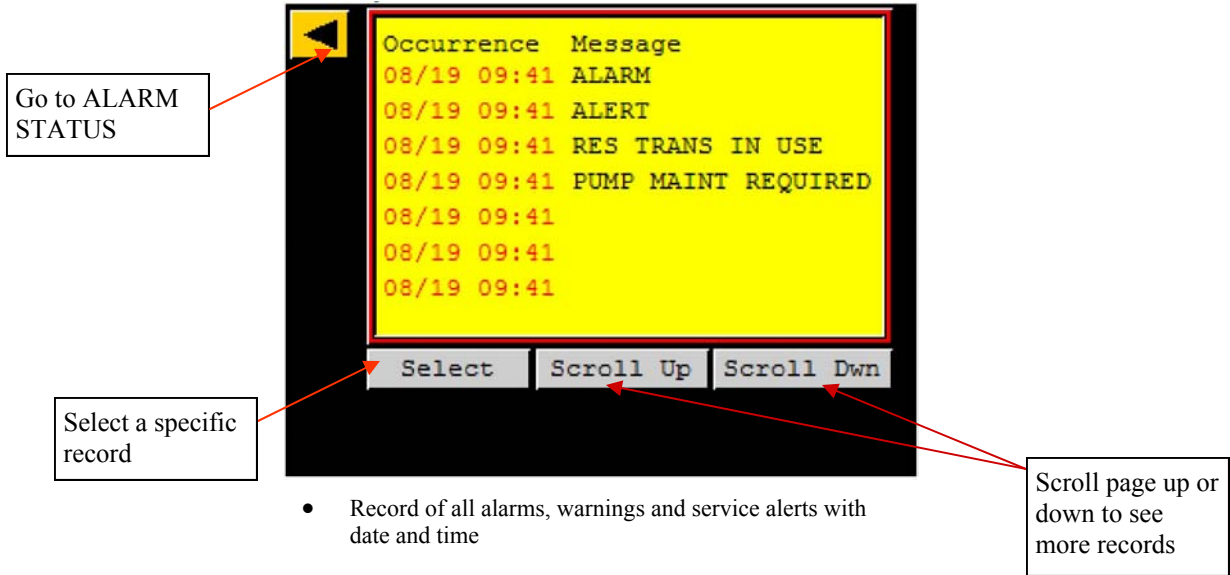 Go to ALARM
STATUS
Occurrence Message
08/19 09:41 ALARM
08/19 09:41 ALERT
08/19 09:41 RES TRANS IN USE
08/19 09:41 PUMP MAINT REQUIRED
08/19 09:41
08/19 09:41
08/19 09:41
Select Scroll Up Scroll Dwn
Select a specific
record
Scroll page up or
down to see
more records
• Record of all alarms, warnings and service alerts with
date and time